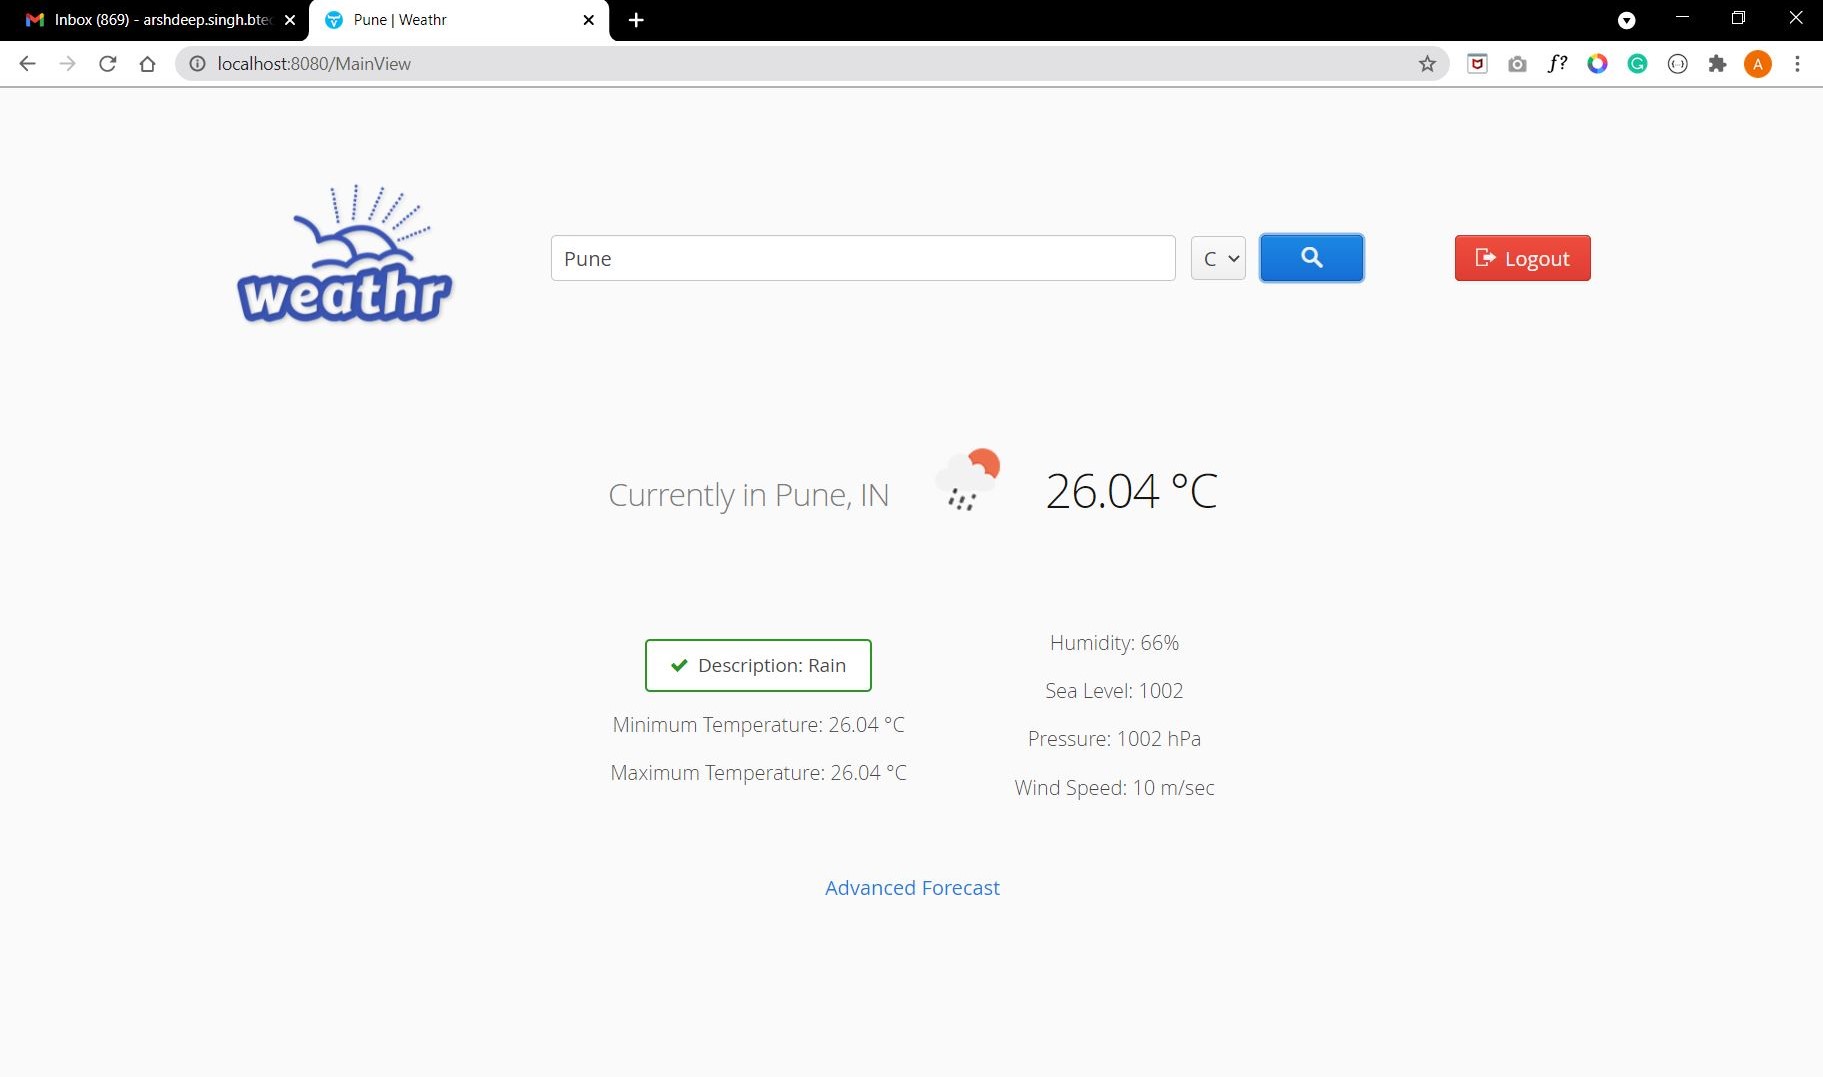 Inbox (869) - arshdeep.singh.bte
Pune | Weathr
localhost:8080/MainView
f?
A
weathr
Pune
C
Logout
Currently in Pune, IN
26.04 °C
Description: Rain
Minimum Temperature: 26.04 °C
Maximum Temperature: 26.04 °C
Humidity: 66%
Sea Level: 1002
Pressure: 1002 hPa
Wind Speed: 10 m/sec
Advanced Forecast